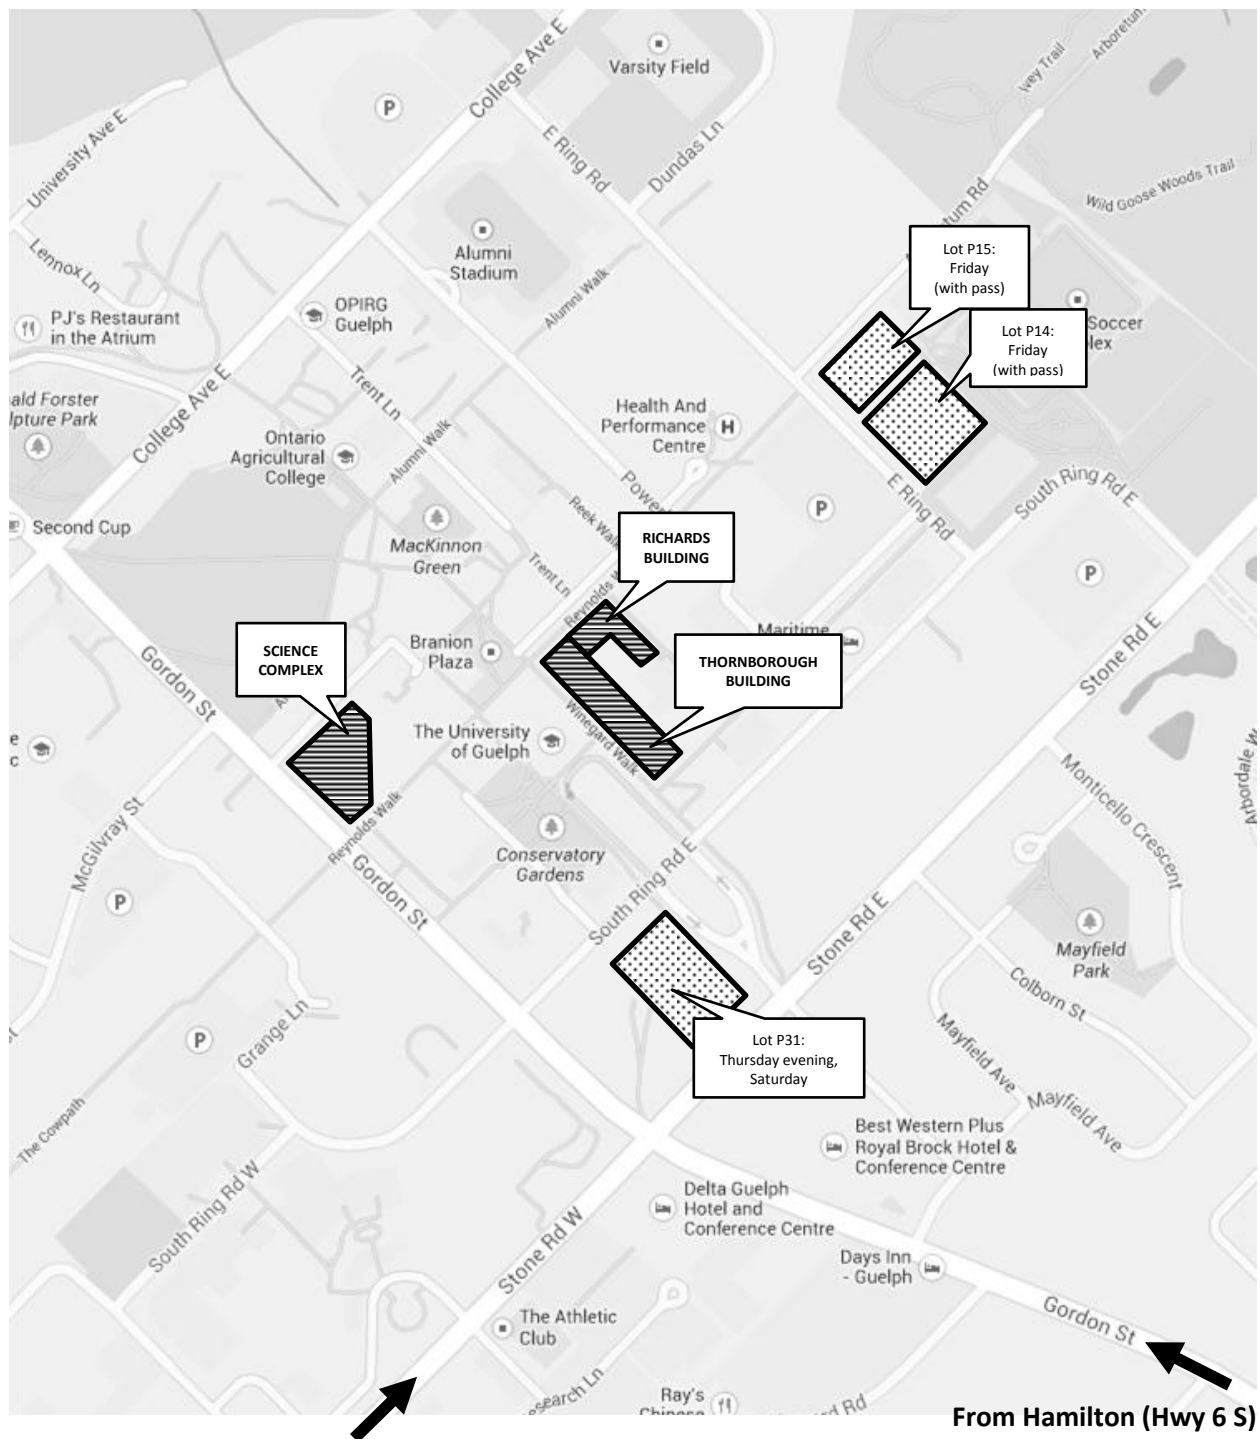 College Ave E
Varsity Field
P
University Ave E
E Ring Rd
Dundas Ln
Ivey Trail
Wild Goose Woods Trail
Lennox Ln
Alumni
Stadium
Alumni Walk
Lot P15:
Friday
(with pass)
PJ's Restaurant
in the Atrium
OPIRG
Guelph
Lot P14:
Friday
(with pass)
Soccer
College Ave E
Trent Ln
Health And
Performance
Centre
H
Ontario
Agricultural
College
Alumni Walk
E Ring Rd
South Ring Rd E
P
Second Cup
MacKinnon
Green
Reek Walk
Trent Ln
RICHARDS
BUILDING
P
Branion
Plaza
Maritime
SCIENCE
COMPLEX
THORNBOROUGH
BUILDING
Gordon St
Stone Rd E
The University
of Guelph
Winegard Walk
McGilvray St
Reynolds Walk
Monticello Crescent
Conservatory
Gardens
Gordon St
South Ring Rd E
Stone Rd E
P
Mayfield
Park
Colborn St
Grange Ln
P
Lot P31:
Thursday evening,
Saturday
Mayfield Ave
Mayfield Ave
The Cowpath
Best Western Plus
Royal Brock Hotel &
Conference Centre
South Ring Rd W
Delta Guelph
Hotel and
Conference Centre
Stone Rd W
Days Inn
- Guelph
The Athletic
Club
Gordon St
Ray's
From Hamilton (Hwy 6 S)